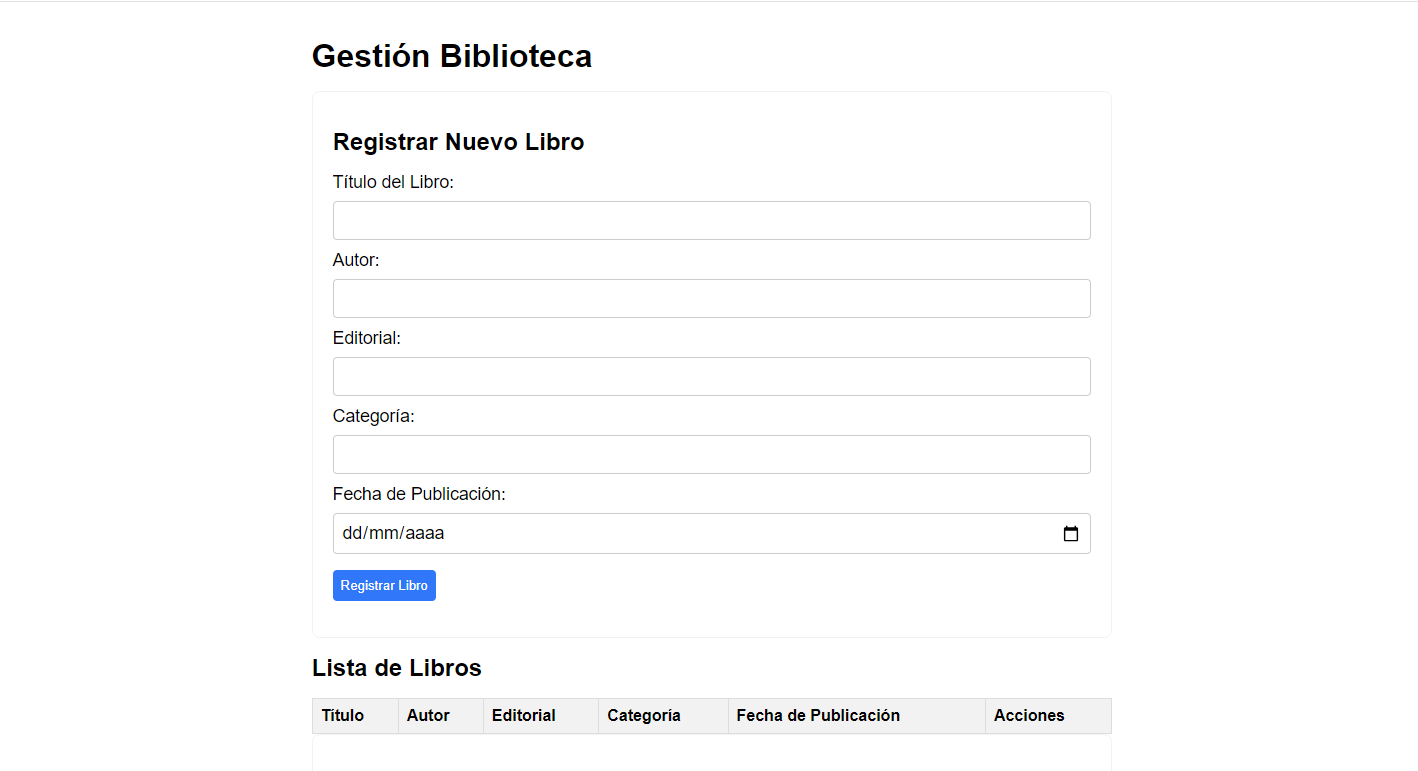 Gestión Biblioteca
Registrar Nuevo Libro
Título del Libro:
Autor:
Editorial:
Categoría:
Fecha de Publicación:
dd/mm/aaaa
Registrar Libro
Lista de Libros
Título Autor Editorial Categoría Fecha de Publicación Acciones